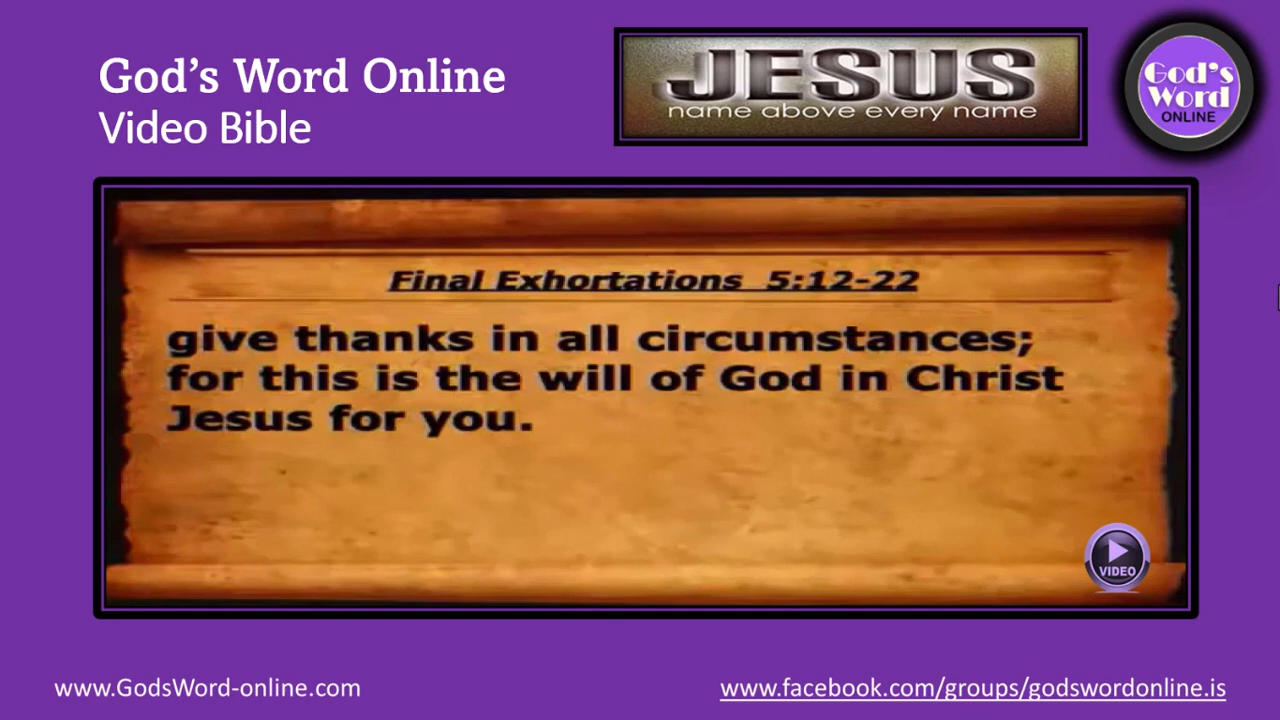 God's Word Online
Video Bible
JESUS
name above every name
God's
Word
ONLINE
Final Exhortations 5:12-22
give thanks in all circumstances;
for this is the will of God in Christ
Jesus for you.
VIDEO
www.GodsWord-online.com
www.facebook.com/groups/godswordonline.is